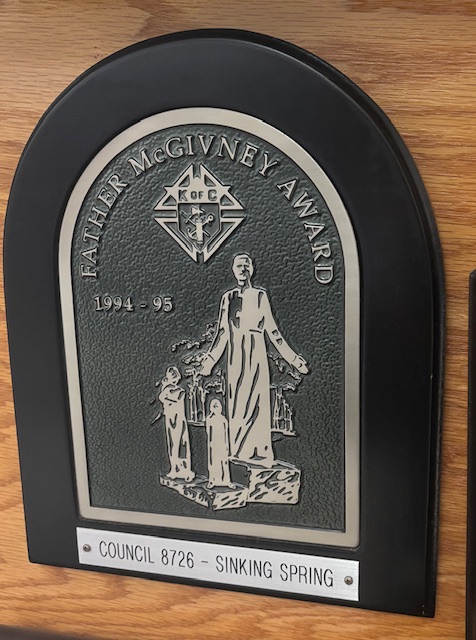 FATHER McGIVNEY AWARD
K OF C
1994 - 95
COUNCIL 8726 - SINKING SPRING